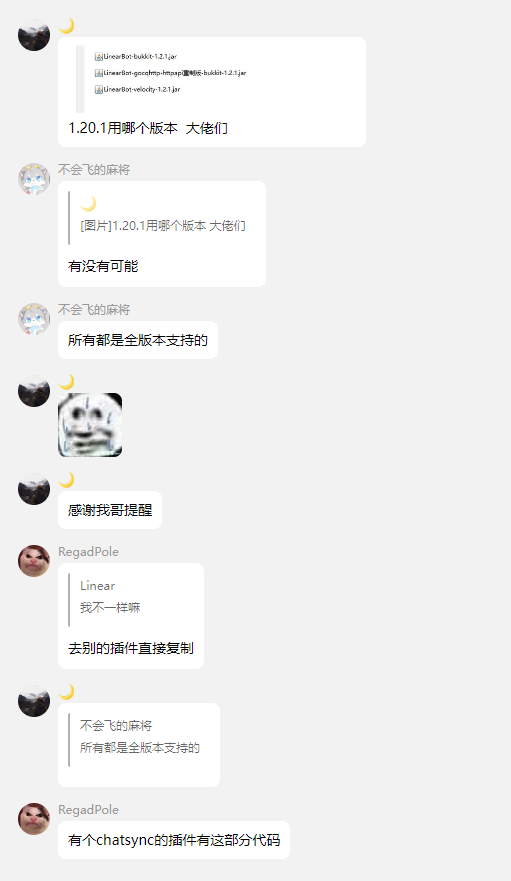 🌙
LinearBot-bukkit-1.2.1.jar
LinearBot-gocqhttp-httpapi重制版-bukkit-1.2.1.jar
LinearBot-velocity-1.2.1.jar
1.20.1用哪个版本  大佬们
不会飞的麻将
🌙
[图片]1.20.1用哪个版本 大佬们
有没有可能
不会飞的麻将
所有都是全版本支持的
🌙
🌙
感谢我哥提醒
RegadPole
Linear
我不一样嘛
去别的插件直接复制
🌙
不会飞的麻将
所有都是全版本支持的
RegadPole
有个chatsync的插件有这部分代码